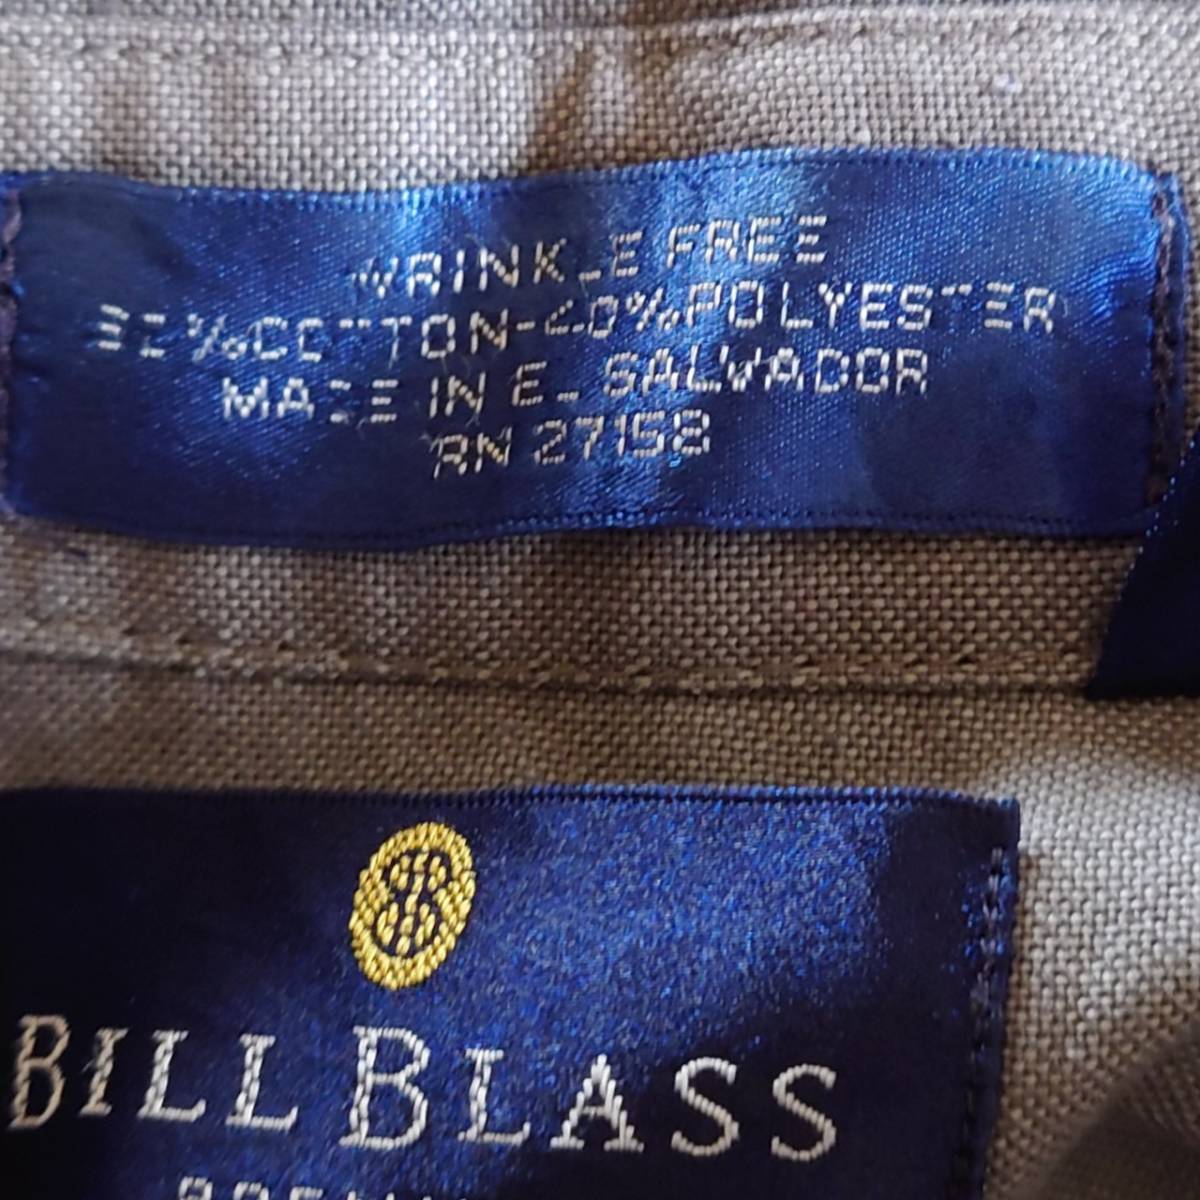 WRINKLE FREE
60%COTTON-40%POLYESTER
MADE IN EL SALVADOR
RN 27158
BILL BLASS